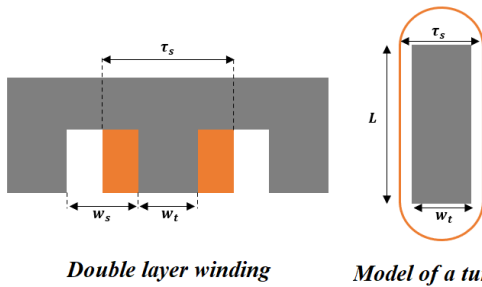 τₛ
wₛ
wₜ
Double layer winding
τₛ
L
wₜ
Model of a tu